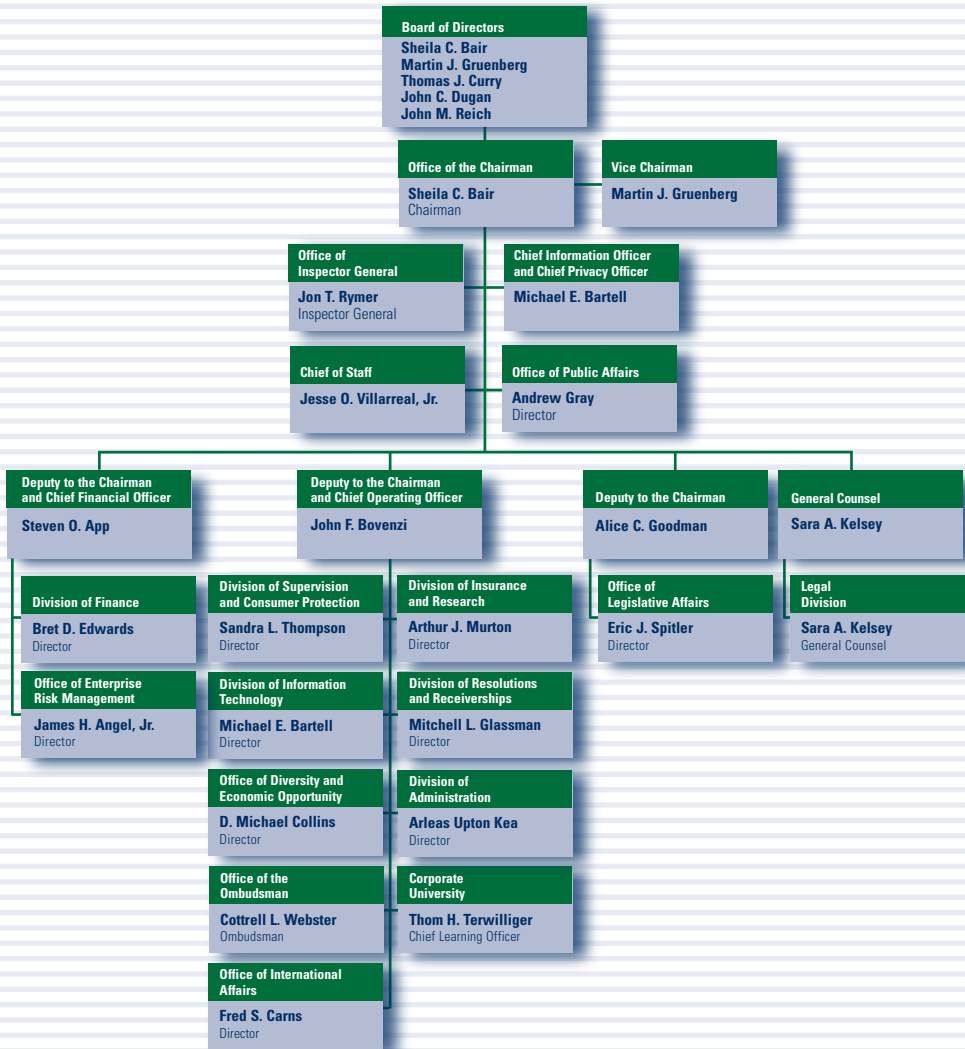 Board of Directors
Sheila C. Bair
Martin J. Gruenberg
Thomas J. Curry
John C. Dugan
John M. Reich
Office of the Chairman
Sheila C. Bair
Chairman
Vice Chairman
Martin J. Gruenberg
Office of
Inspector General
Jon T. Rymer
Inspector General
Chief Information Officer
and Chief Privacy Officer
Michael E. Bartell
Chief of Staff
Jesse O. Villarreal, Jr.
Office of Public Affairs
Andrew Gray
Director
Deputy to the Chairman
and Chief Financial Officer
Steven O. App
Deputy to the Chairman
and Chief Operating Officer
John F. Bovenzi
Deputy to the Chairman
Alice C. Goodman
General Counsel
Sara A. Kelsey
Division of Finance
Bret D. Edwards
Director
Division of Supervision
and Consumer Protection
Sandra L. Thompson
Director
Division of Insurance
and Research
Arthur J. Murton
Director
Office of
Legislative Affairs
Eric J. Spitler
Director
Legal
Division
Sara A. Kelsey
General Counsel
Office of Enterprise
Risk Management
James H. Angel, Jr.
Director
Division of Information
Technology
Michael E. Bartell
Director
Division of Resolutions
and Receiverships
Mitchell L. Glassman
Director
Office of Diversity and
Economic Opportunity
D. Michael Collins
Director
Division of
Administration
Arleas Upton Kea
Director
Office of the
Ombudsman
Cottrell L. Webster
Ombudsman
Corporate
University
Thom H. Terwilliger
Chief Learning Officer
Office of International
Affairs
Fred S. Carns
Director